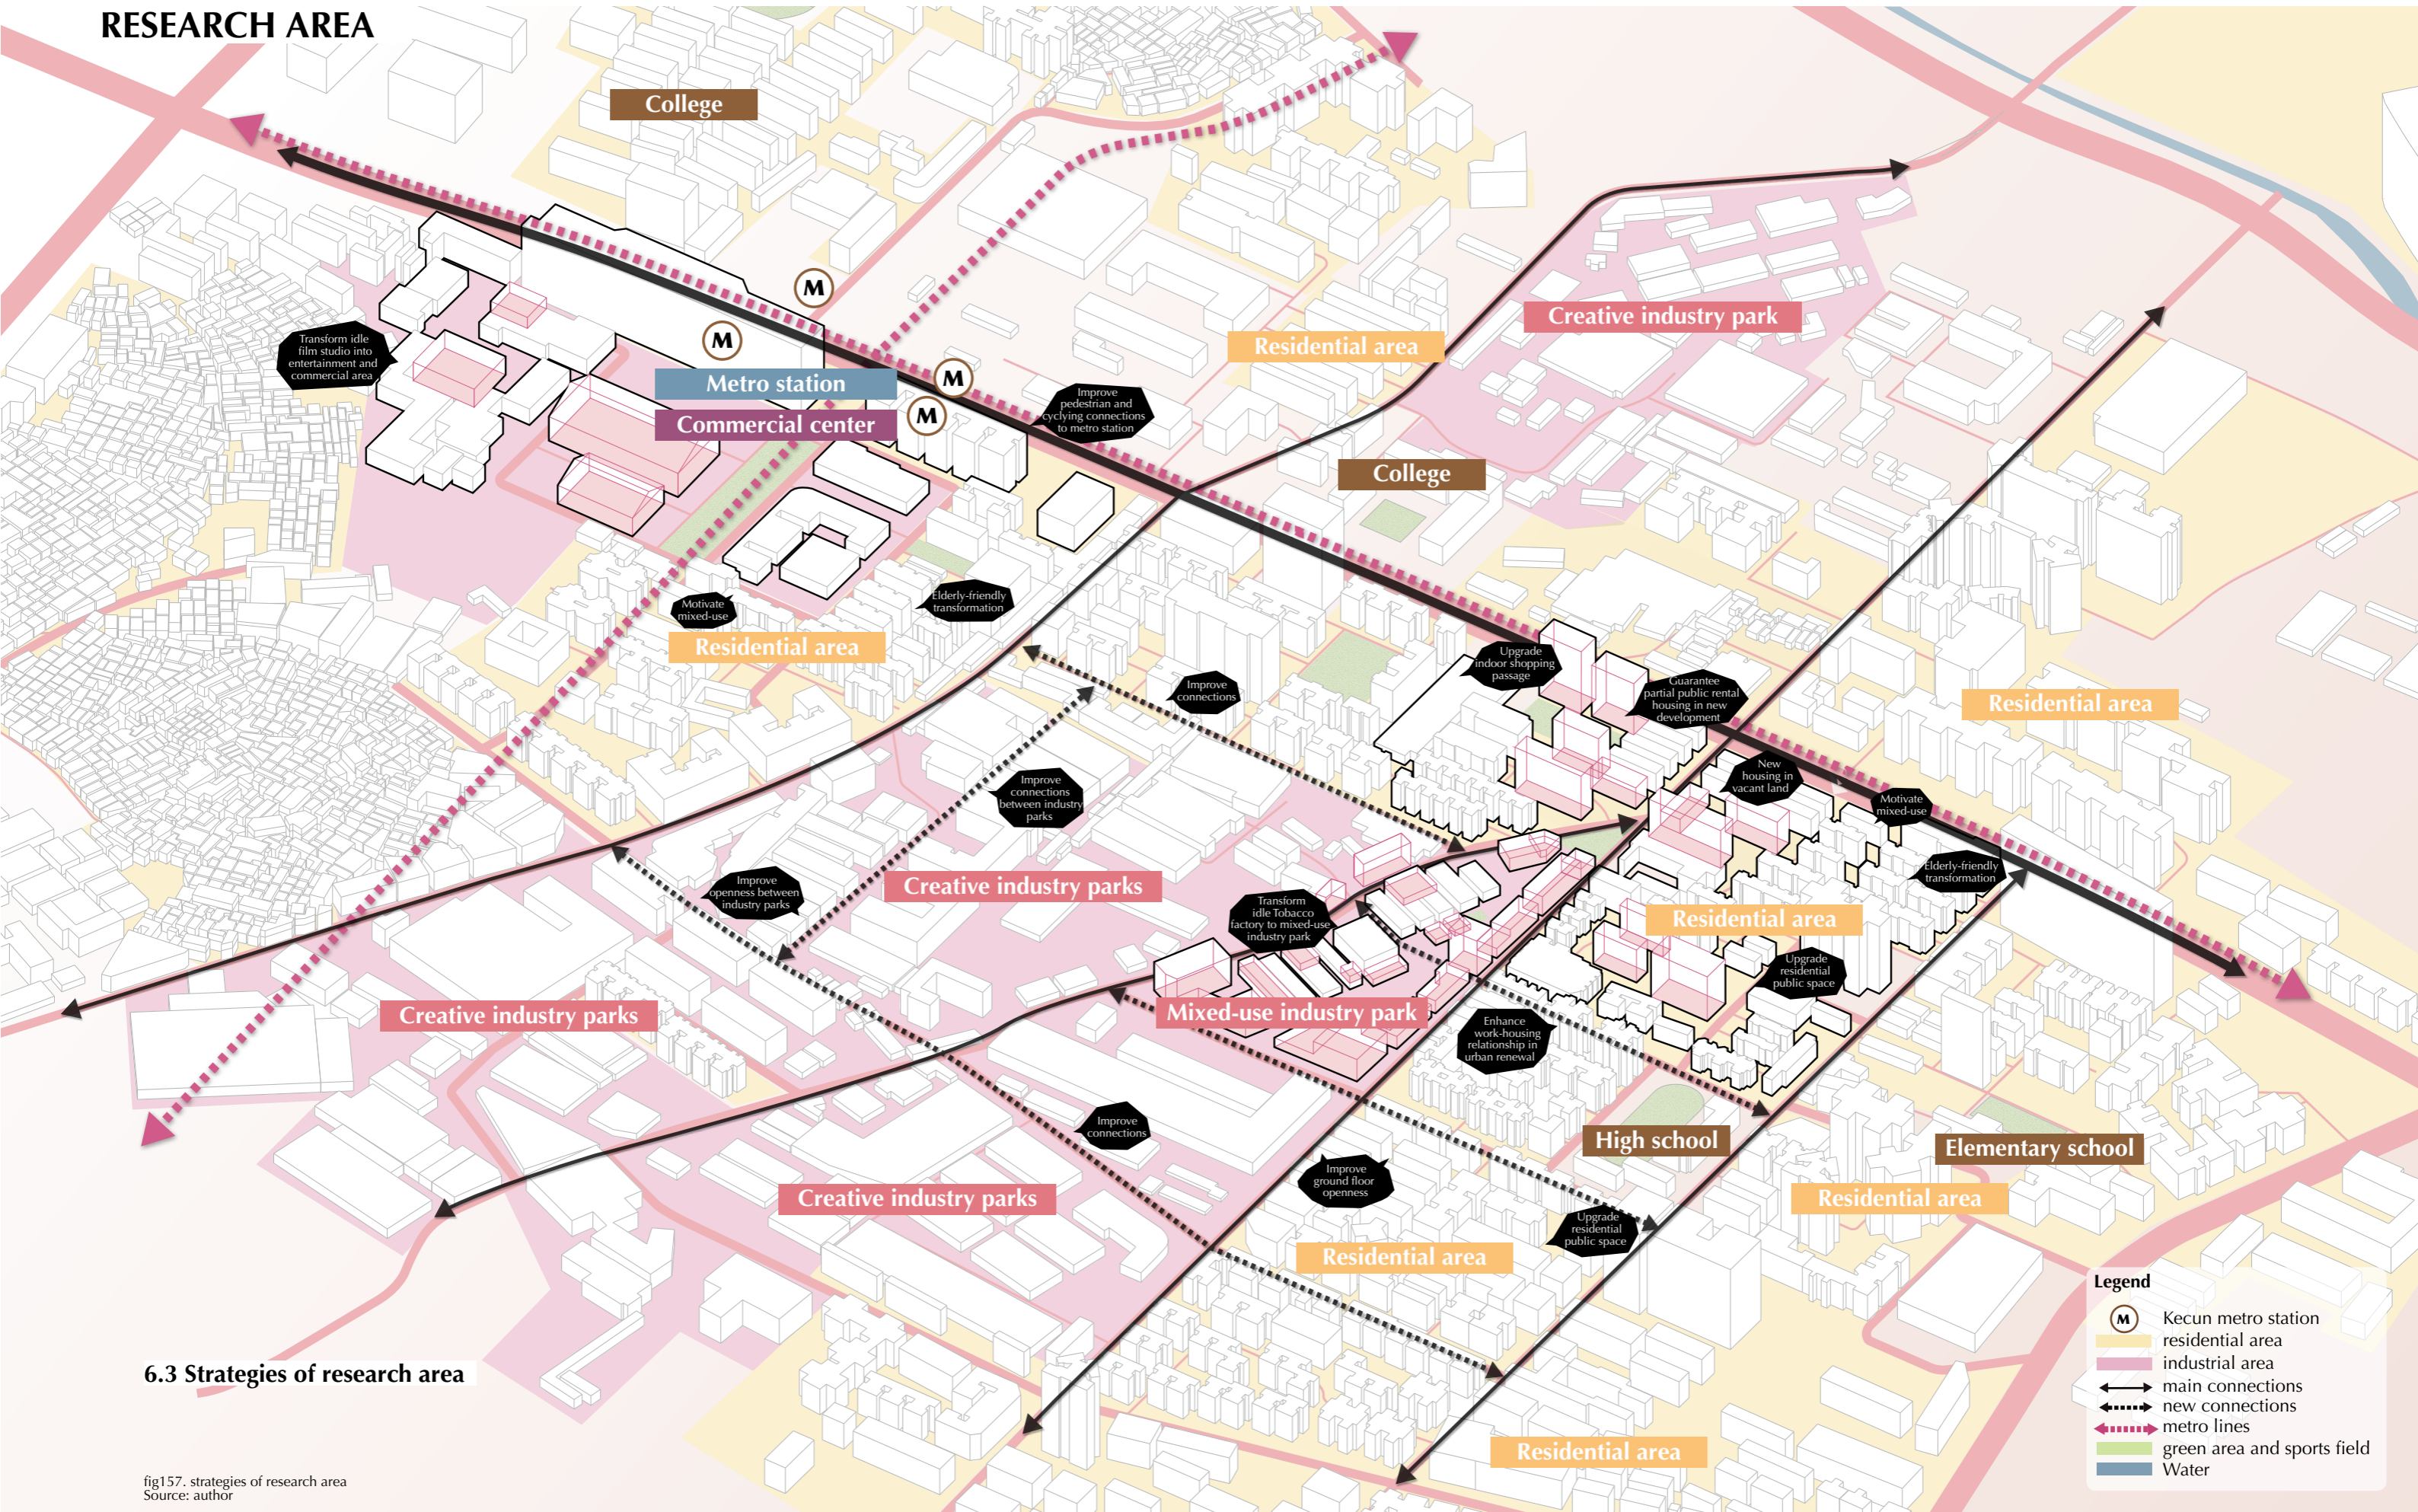 RESEARCH AREA
College
M
M
Metro station
Commercial center
M
M
Transform idle
film studio into
entertainment and
commercial area
Improve
pedestrian and
cyclying connections
to metro station
Residential area
Creative industry park
College
Motivate
mixed-use
Residential area
Elderly-friendly
transformation
Improve
connections
Upgrade
indoor shopping
passage
Guarantee
partial public rental
housing in new
development
Residential area
New
housing in
vacant land
Motivate
mixed-use
Elderly-friendly
transformation
Improve
connections
between industry
parks
Improve
openness between
industry parks
Creative industry parks
Transform
idle Tobacco
factory to mixed-use
industry park
Residential area
Upgrade
residential
public space
Creative industry parks
Mixed-use industry park
Enhance
work-housing
relationship in
urban renewal
Improve
connections
High school
Elementary school
Improve
ground floor
openness
Creative industry parks
Residential area
Upgrade
residential
public space
Residential area
Residential area
6.3 Strategies of research area
fig157. strategies of research area
Source: author
Legend
M Kecun metro station
residential area
industrial area
main connections
new connections
metro lines
green area and sports field
Water